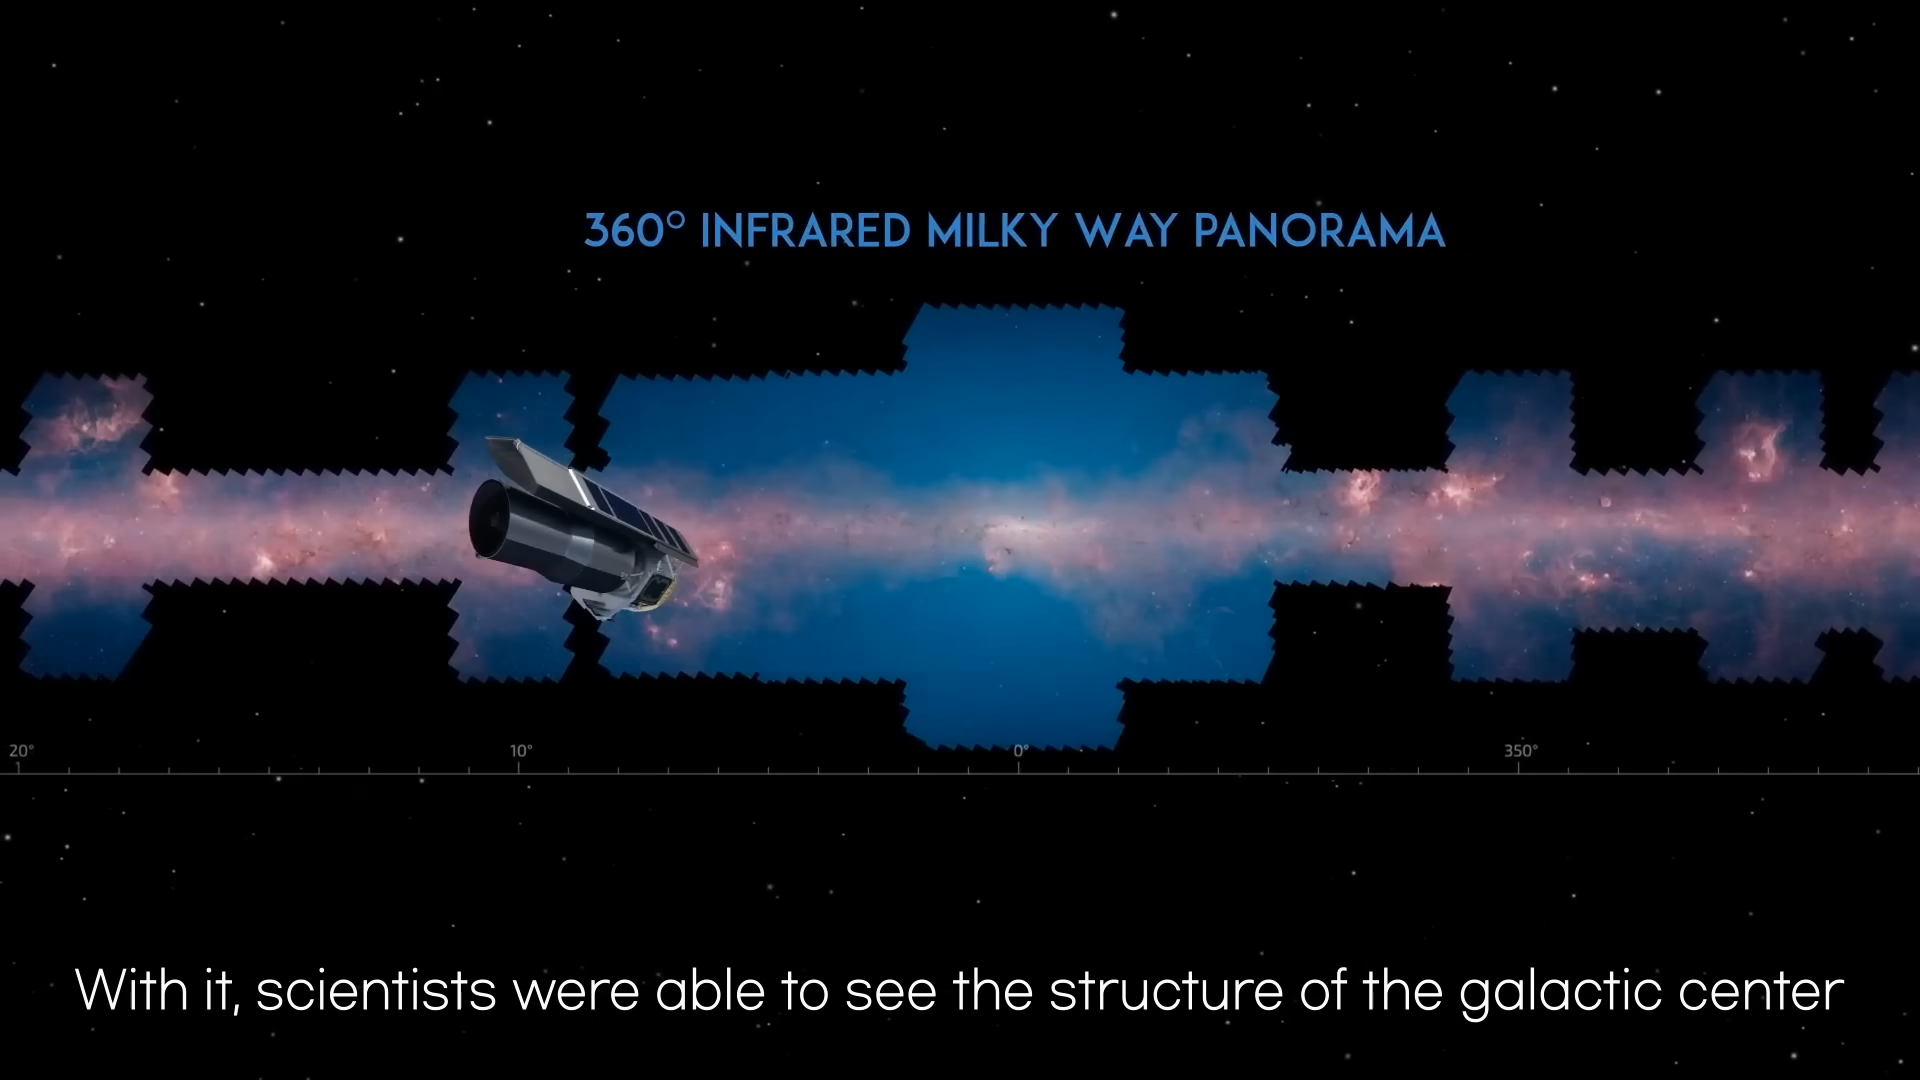 360° INFRARED MILKY WAY PANORAMA
20° 10° 0° 350°
With it, scientists were able to see the structure of the galactic center